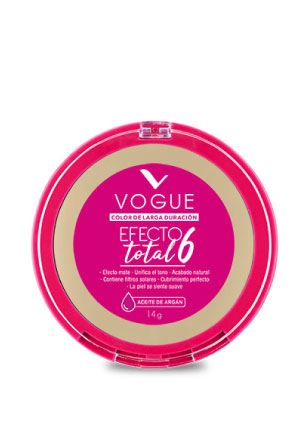 VOGUE
COLOR DE LARGA DURACIÓN
EFECTO
total 6
- Efecto mate - Unifica el tono - Acabado natural
- Contiene filtros solares - Cubrimiento perfecto
- La piel se siente suave
ACEITE DE ARGÁN
14g